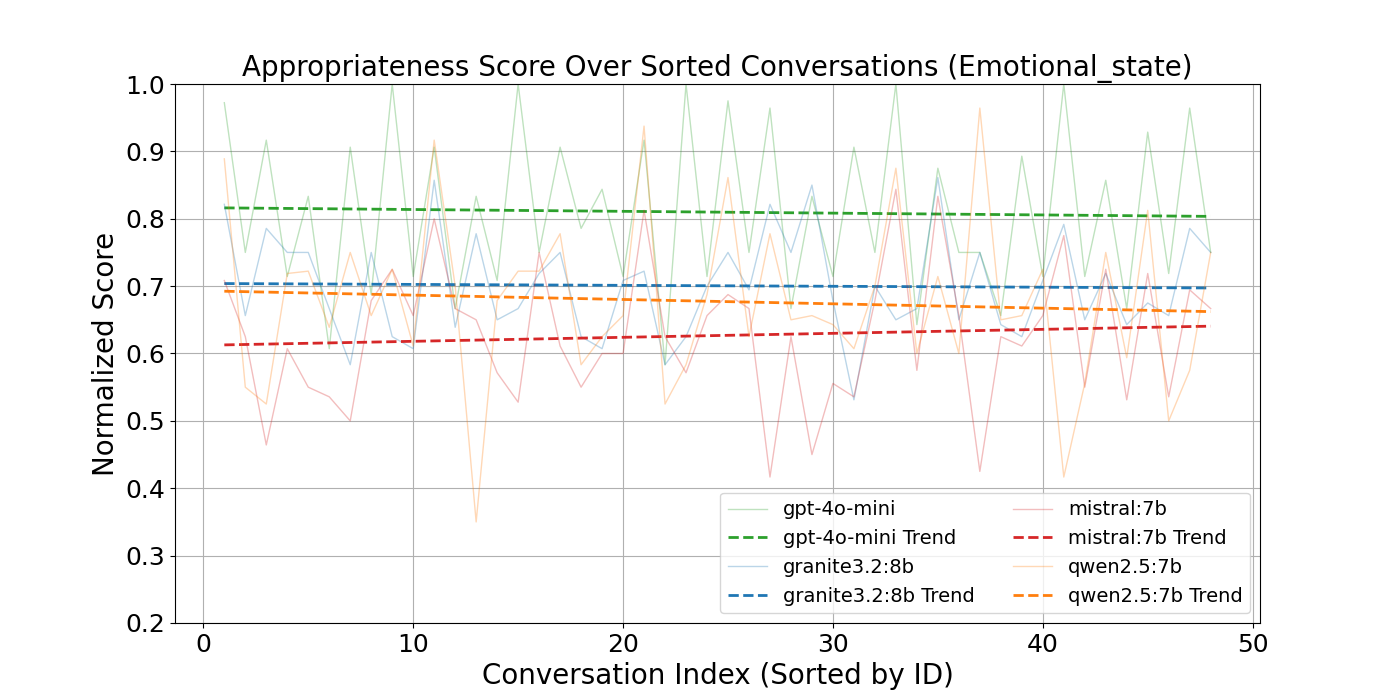 Appropriateness Score Over Sorted Conversations (Emotional_state)
Normalized Score
1.0
0.9
0.8
0.7
0.6
0.5
0.4
0.3
0.2
0 10 20 30 40 50
Conversation Index (Sorted by ID)
gpt-4o-mini
gpt-4o-mini Trend
granite3.2:8b
granite3.2:8b Trend
mistral:7b
mistral:7b Trend
qwen2.5:7b
qwen2.5:7b Trend